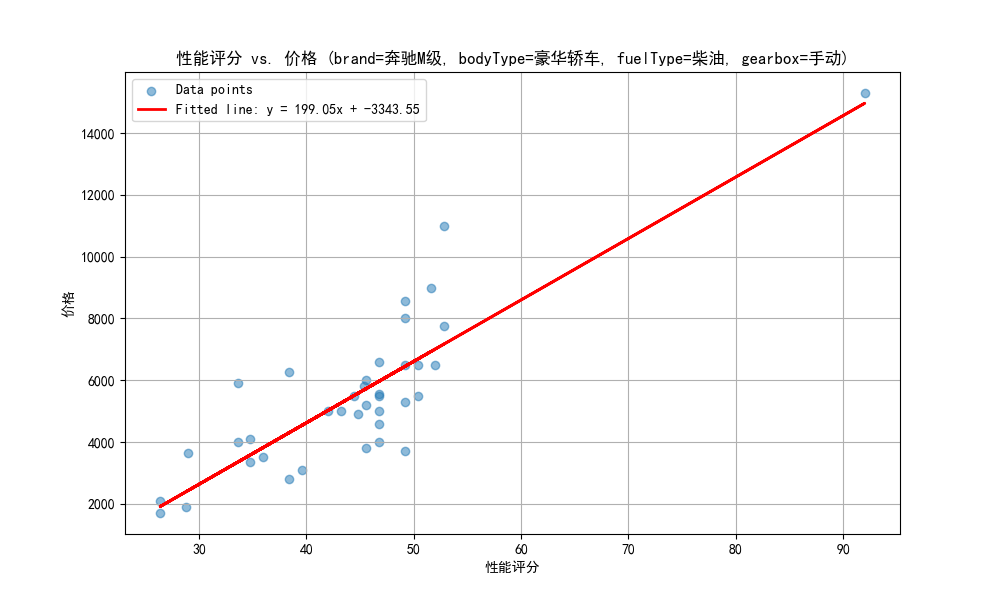 性能评分 vs. 价格 (brand=奔驰M级, bodyType=豪华轿车, fuelType=柴油, gearbox=手动)
Data points
Fitted line: y = 199.05x + -3343.55
价格
14000
12000
10000
8000
6000
4000
2000
30 40 50 60 70 80 90
性能评分